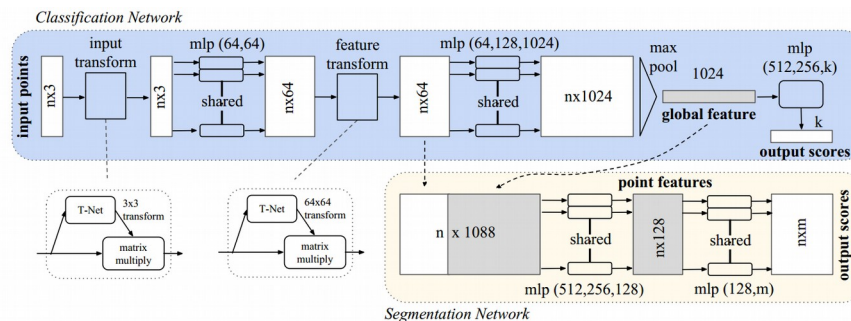 Classification Network
input points
nx3
input
transform
nx3
mlp (64,64)
shared
nx64
feature
transform
nx64
mlp (64,128,1024)
shared
nx1024
max
pool
1024
global feature
mlp
(512,256,k)
k
output scores
T-Net
3x3
transform
matrix
multiply
T-Net
64x64
transform
matrix
multiply
point features
n x 1088
shared
mlp (512,256,128)
nx128
shared
mlp (128,m)
nxm
output scores
Segmentation Network